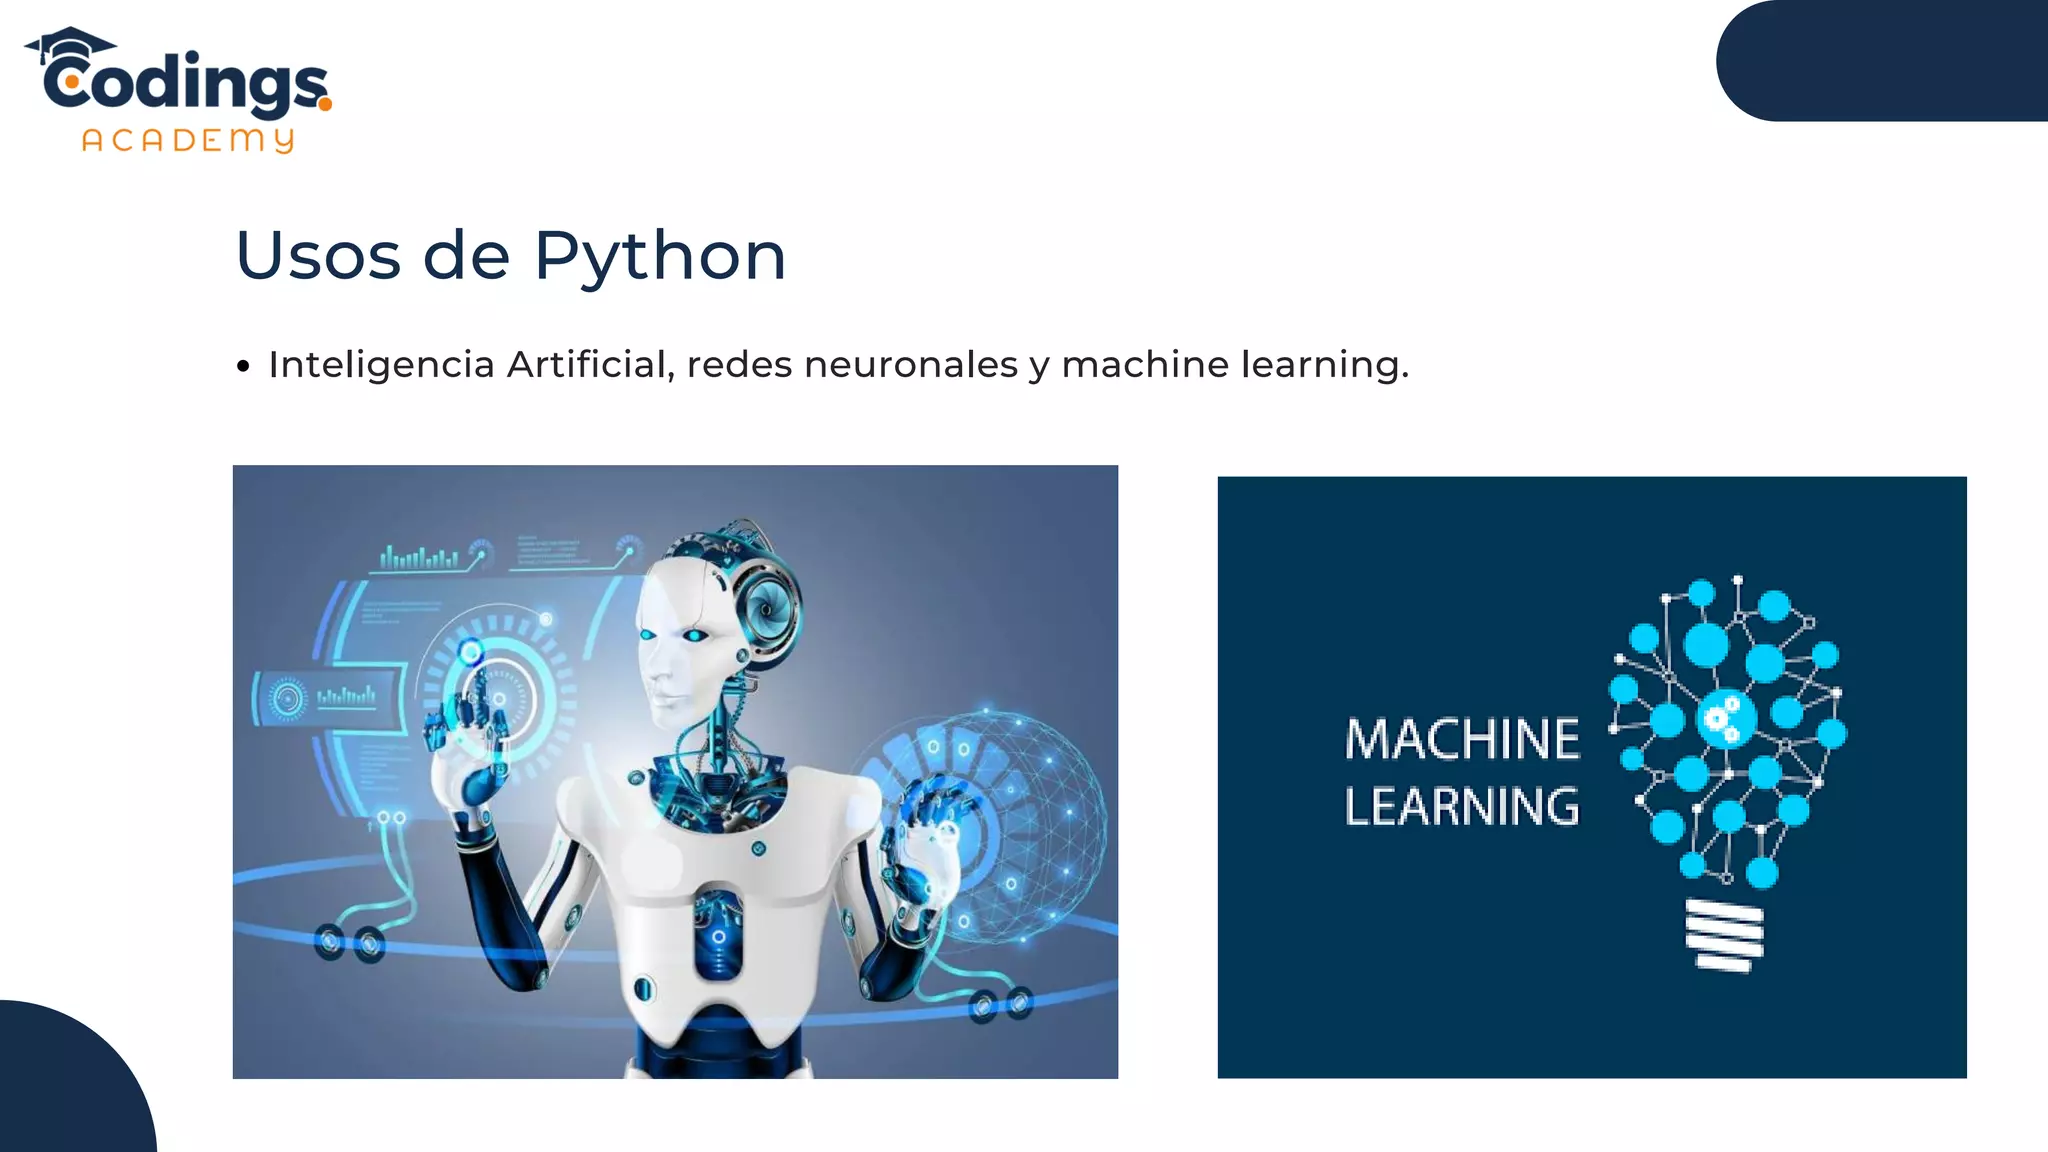 Codings.
ACADEMY
Usos de Python
• Inteligencia Artificial, redes neuronales y machine learning.
MACHINE
LEARNING